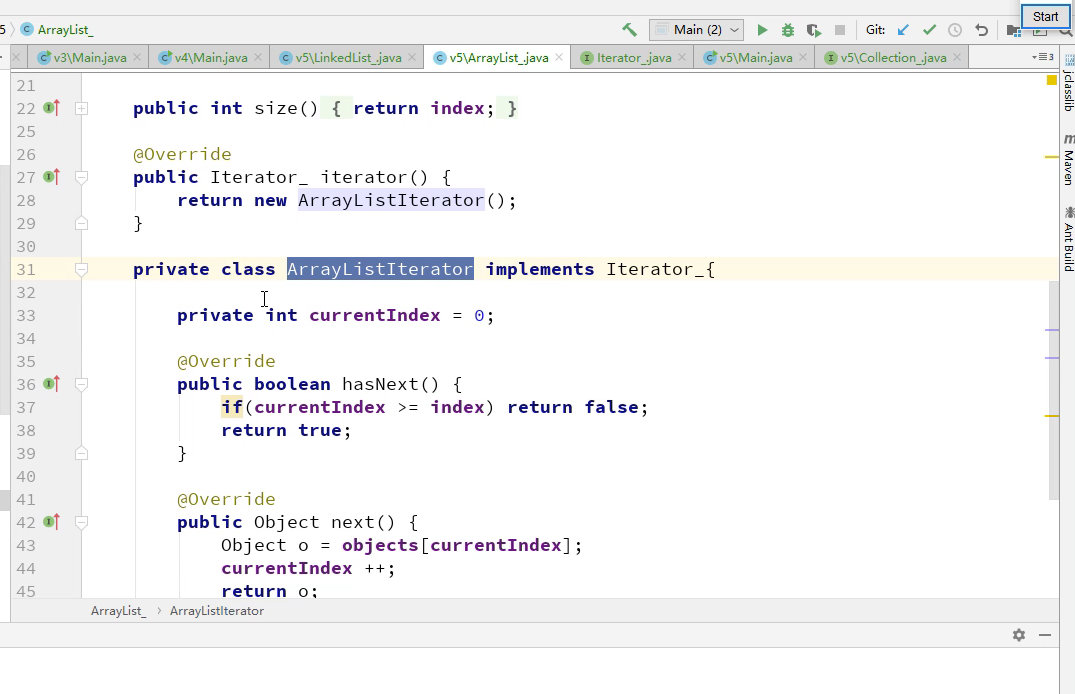 Start
5 ArrayList_ Main (2) Git:
v3\Main.java v4\Main.java v5\LinkedList_.java v5\ArrayList_.java Iterator_.java v5\Main.java v5\Collection_.java 3
21
22 public int size() { return index; }
25
26 @Override
27 public Iterator_ iterator() {
28 return new ArrayListIterator();
29 }
30
31 private class ArrayListIterator implements Iterator_{
32
33 private int currentIndex = 0;
34
35 @Override
36 public boolean hasNext() {
37 if(currentIndex >= index) return false;
38 return true;
39 }
40
41 @Override
42 public Object next() {
43 Object o = objects[currentIndex];
44 currentIndex ++;
45 return o;
ArrayList_ › ArrayListIterator
jclasslib
m Maven
Ant Build